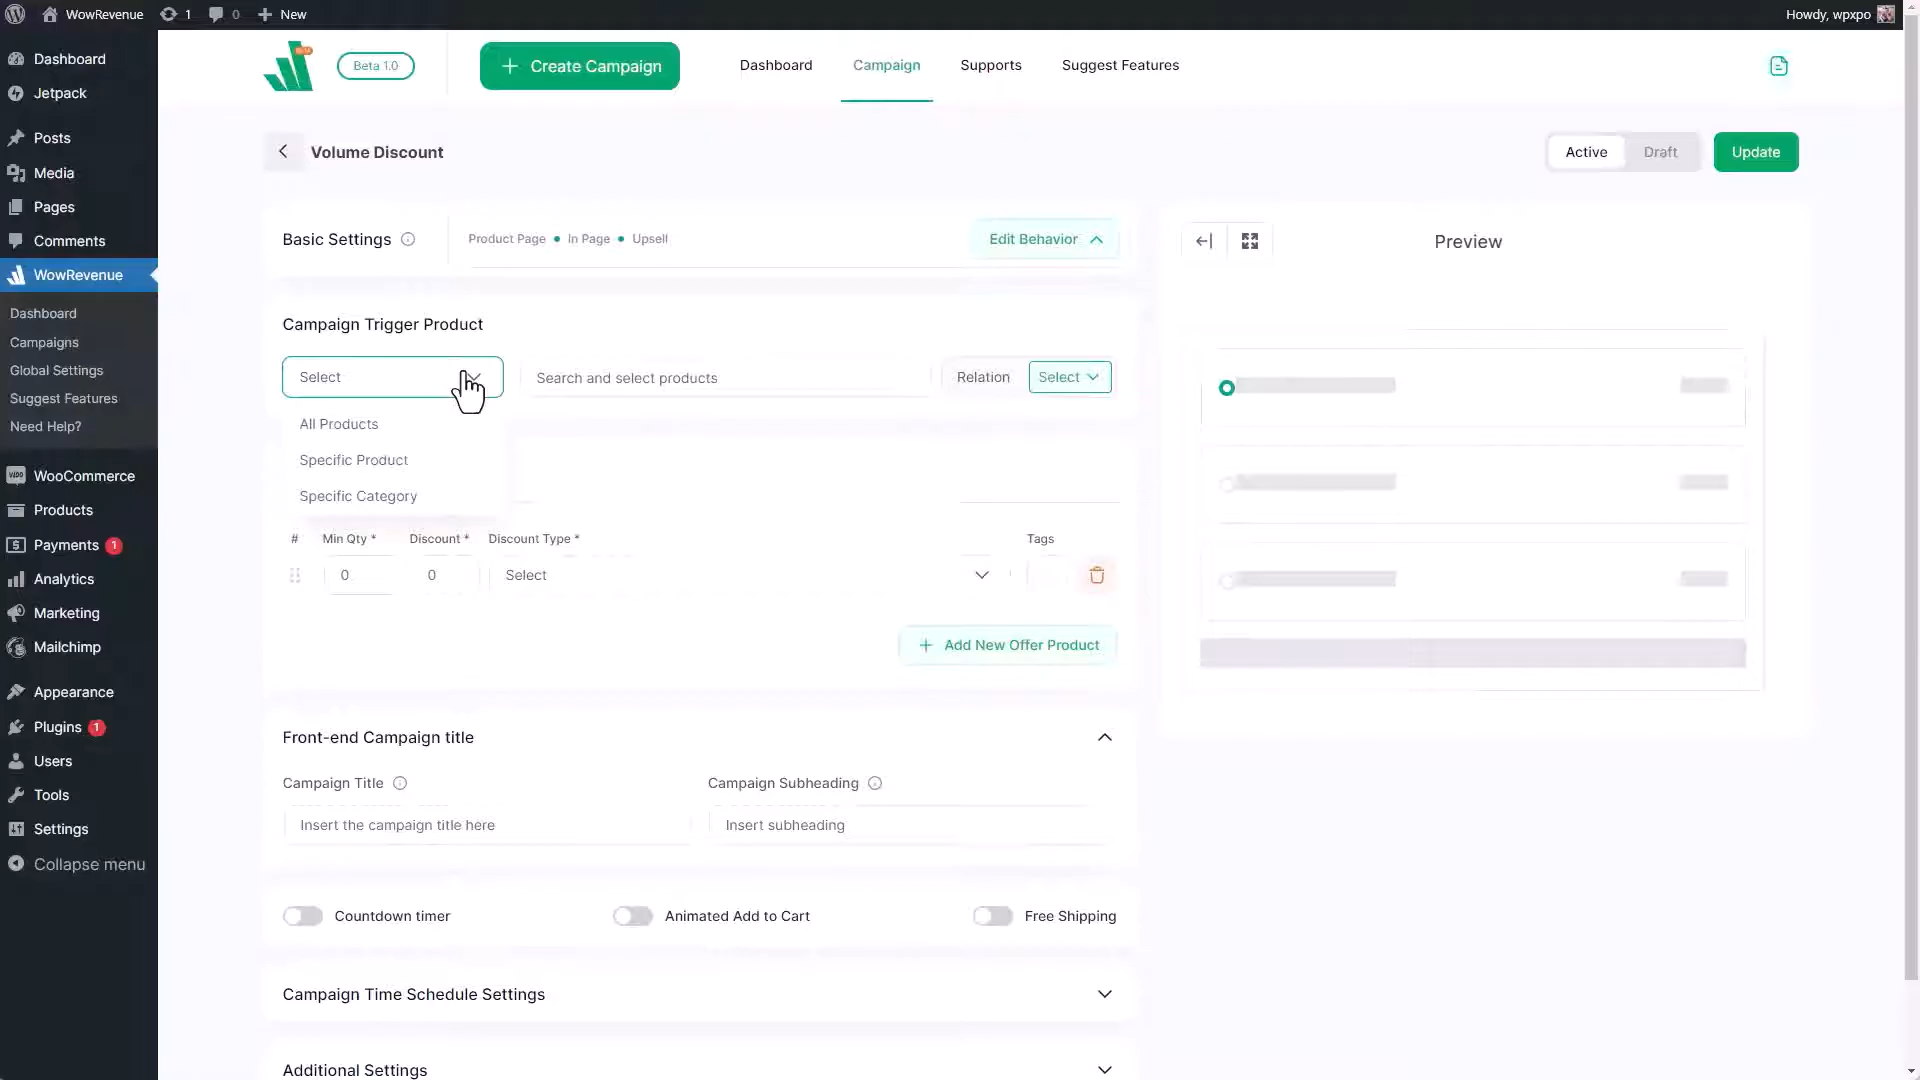 WowRevenue 1 0 New Howdy, wpxpo
Dashboard
Jetpack
Posts
Media
Pages
Comments
WowRevenue
Dashboard
Campaigns
Global Settings
Suggest Features
Need Help?
WooCommerce
Products
Payments 1
Analytics
Marketing
Mailchimp
Appearance
Plugins 1
Users
Tools
Settings
Collapse menu
Beta 1.0 Create Campaign Dashboard Campaign Supports Suggest Features
Volume Discount Active Draft Update
Basic Settings Product Page In Page Upsell Edit Behavior
Campaign Trigger Product
Select Search and select products Relation Select
All Products
Specific Product
Specific Category
# Min Qty * Discount * Discount Type * Tags
0 0 Select
Add New Offer Product
Front-end Campaign title
Campaign Title Campaign Subheading
Insert the campaign title here Insert subheading
Countdown timer Animated Add to Cart Free Shipping
Campaign Time Schedule Settings
Additional Settings
Preview